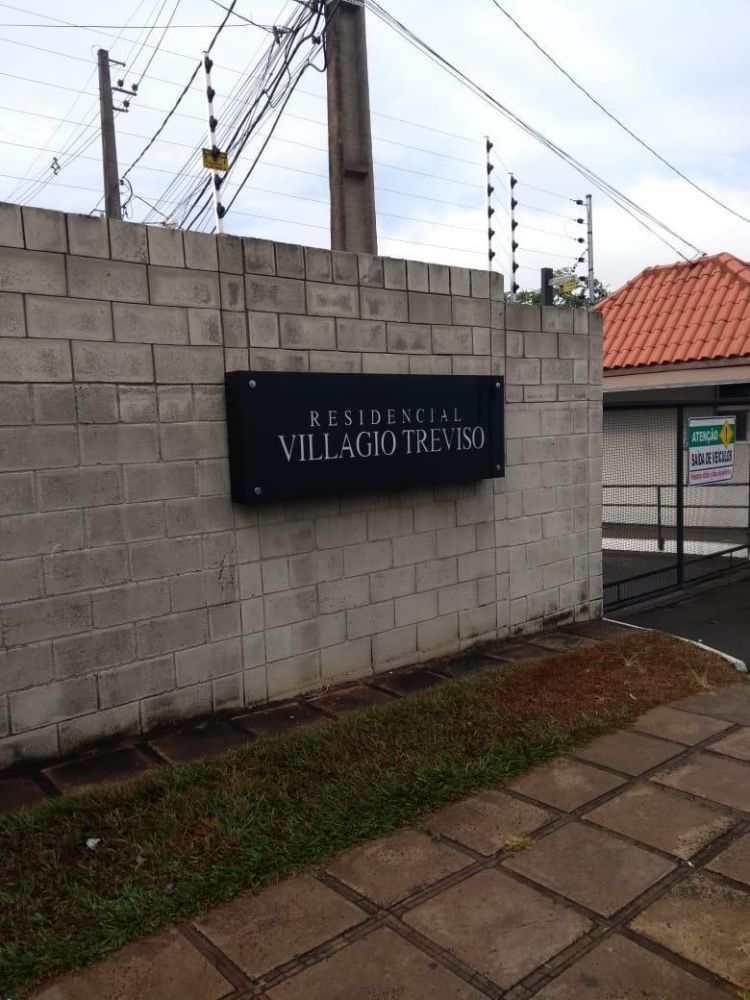 RESIDENCIAL
VILLAGIO TREVISO
ATENÇÃO
SAÍDA DE VEÍCULOS